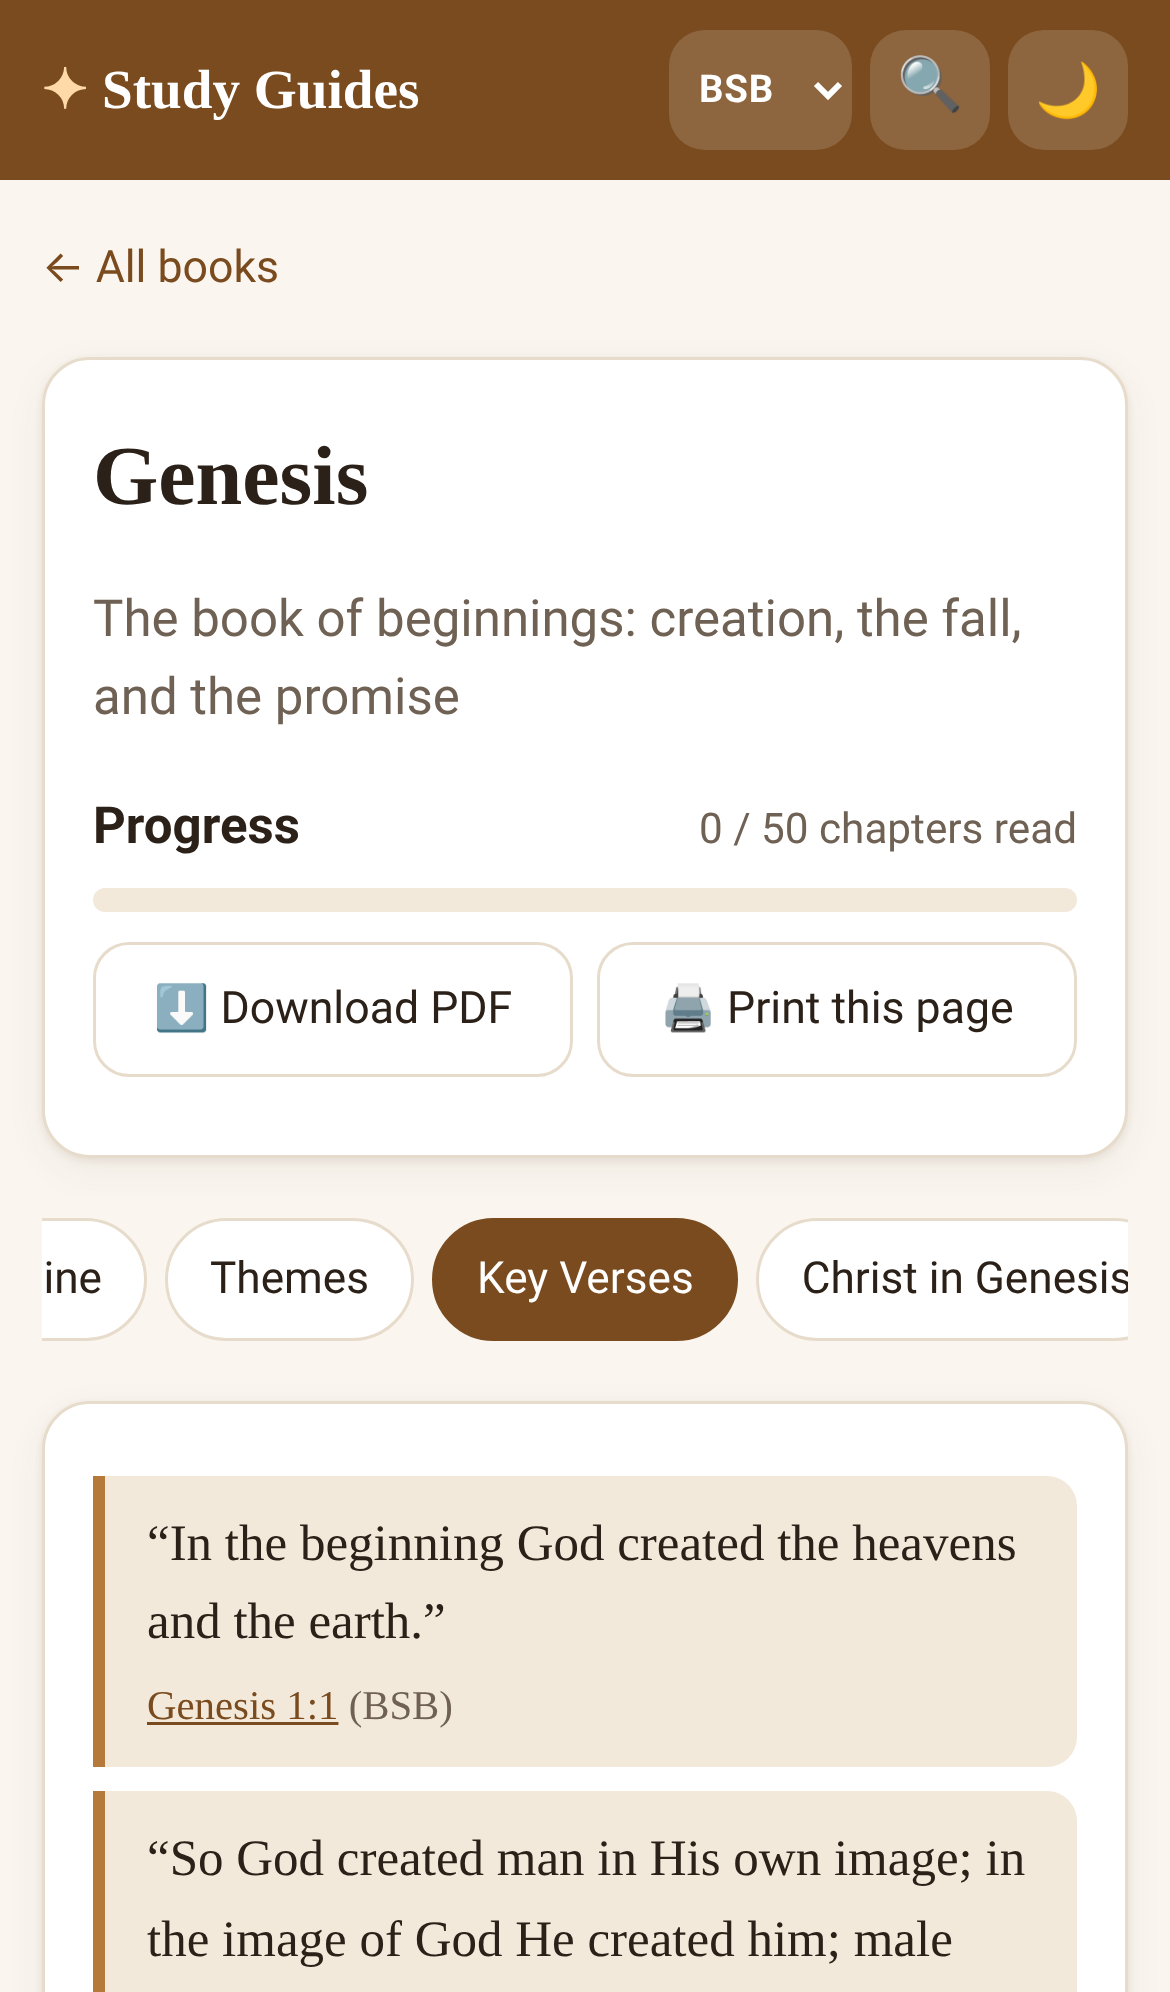 ✦ Study Guides
BSB
← All books
Genesis
The book of beginnings: creation, the fall,
and the promise
Progress
0 / 50 chapters read
Download PDF
Print this page
ine
Themes
Key Verses
Christ in Genesis
“In the beginning God created the heavens
and the earth.”
Genesis 1:1 (BSB)
“So God created man in His own image; in
the image of God He created him; male